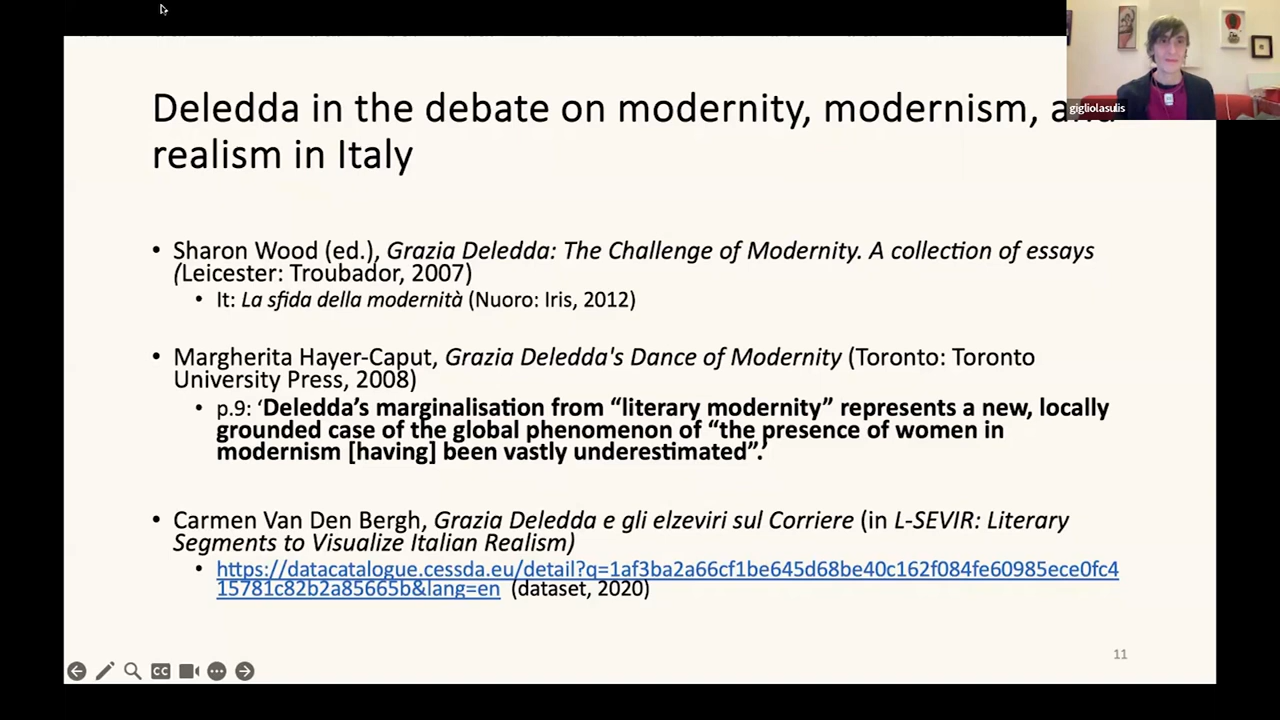 Deledda in the debate on modernity, modernism, and
realism in Italy
gigliolasulis
• Sharon Wood (ed.), Grazia Deledda: The Challenge of Modernity. A collection of essays
(Leicester: Troubador, 2007)
• It: La sfida della modernità (Nuoro: Iris, 2012)
• Margherita Hayer-Caput, Grazia Deledda's Dance of Modernity (Toronto: Toronto
University Press, 2008)
• p.9: ‘Deledda’s marginalisation from “literary modernity” represents a new, locally
grounded case of the global phenomenon of “the presence of women in
modernism [having] been vastly underestimated”.’
• Carmen Van Den Bergh, Grazia Deledda e gli elzeviri sul Corriere (in L-SEVIR: Literary
Segments to Visualize Italian Realism)
• https://datacatalogue.cessda.eu/detail?q=1af3ba2a66cf1be645d68be40c162f084fe60985ece0fc4
15781c82b2a85665b&lang=en (dataset, 2020)
11
CC